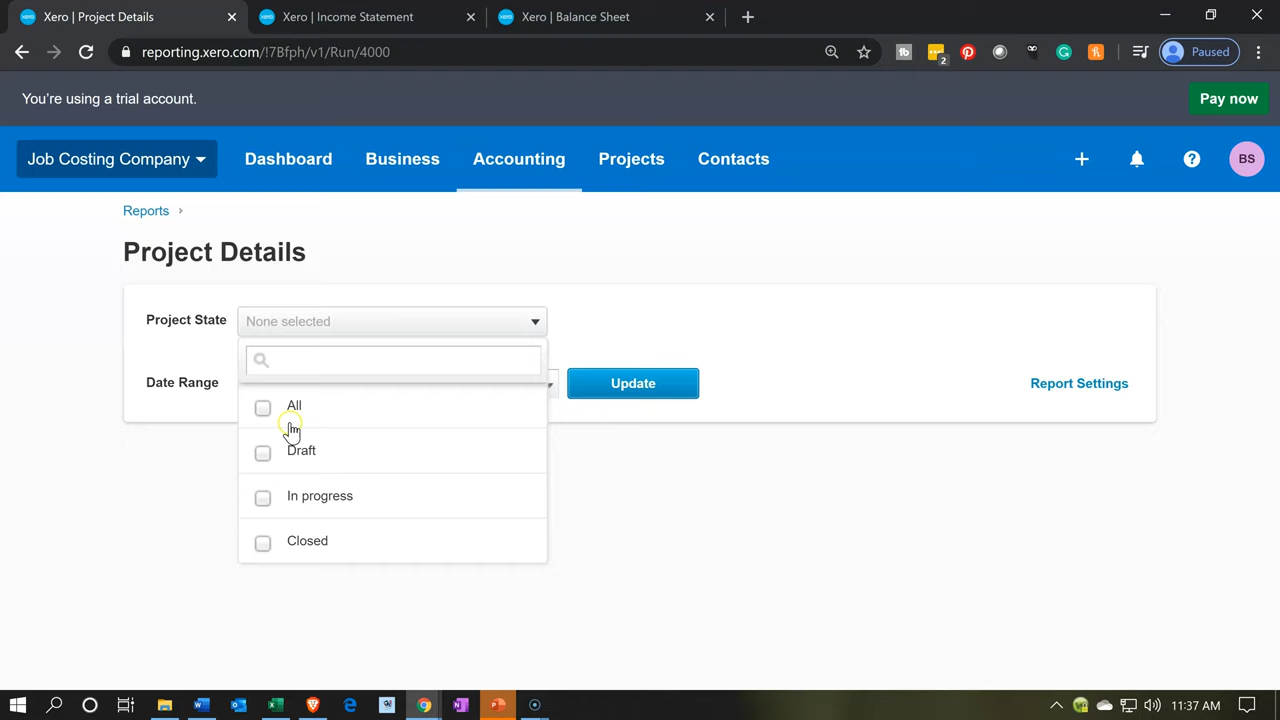 Xero | Project Details
Xero | Income Statement
Xero | Balance Sheet
reporting.xero.com/!7Bfph/v1/Run/4000
Paused
You're using a trial account.
Pay now
Job Costing Company
Dashboard
Business
Accounting
Projects
Contacts
BS
Reports
Project Details
Project State
None selected
Date Range
Update
Report Settings
All
Draft
In progress
Closed
11:37 AM